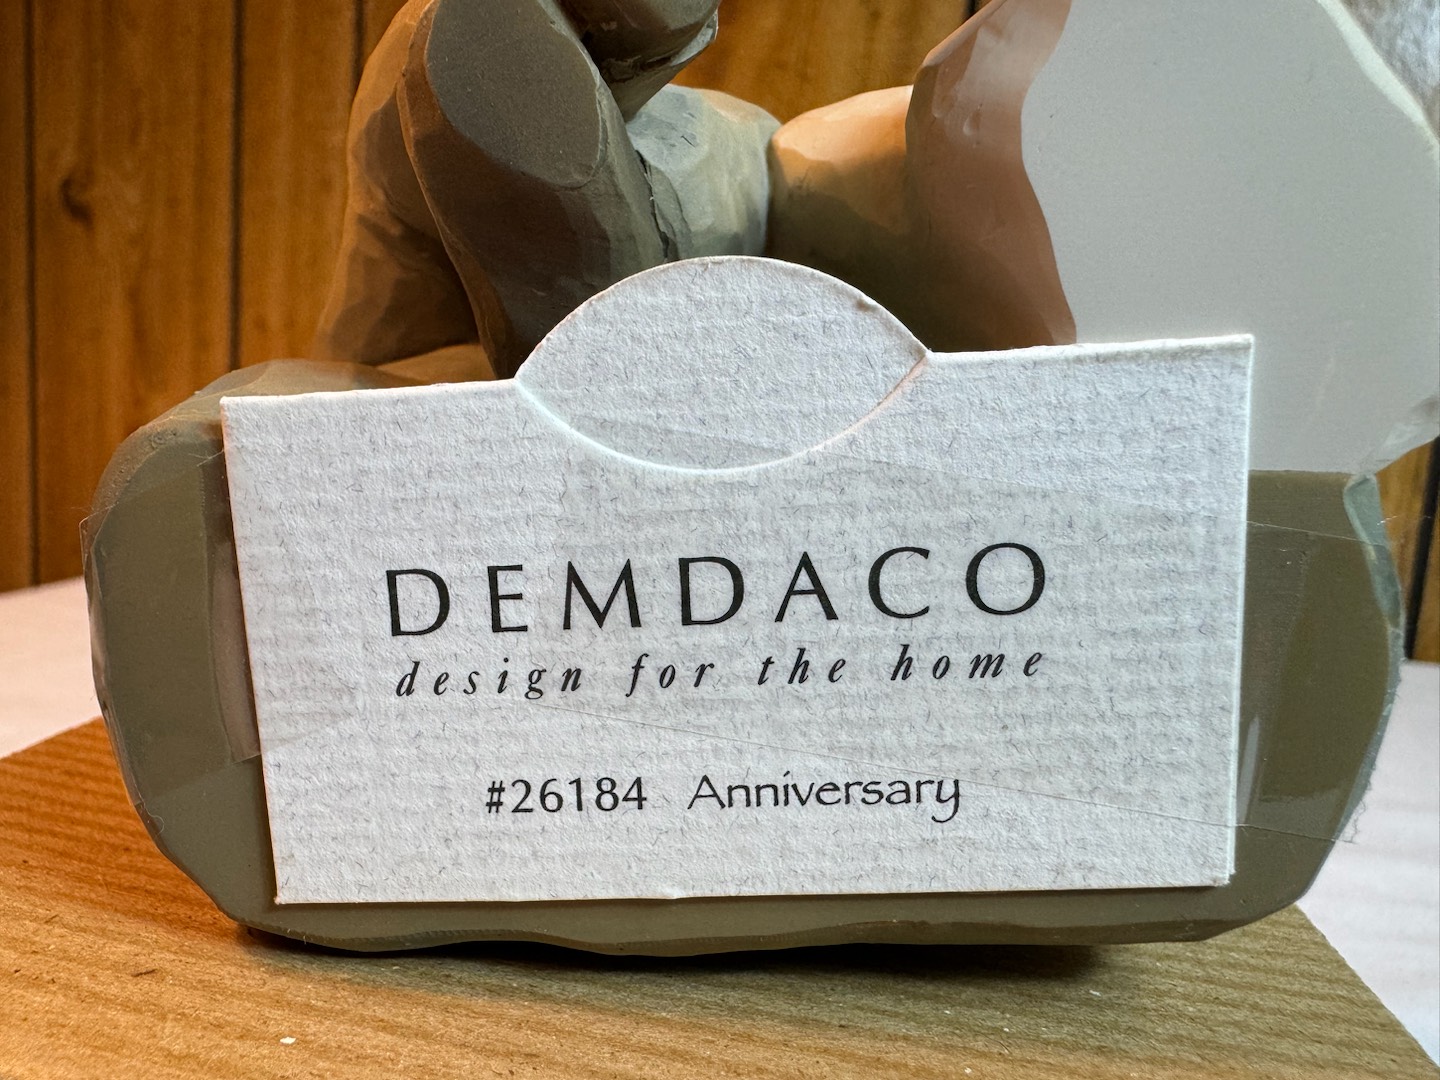 DEMDACO
design for the home
#26184 Anniversary